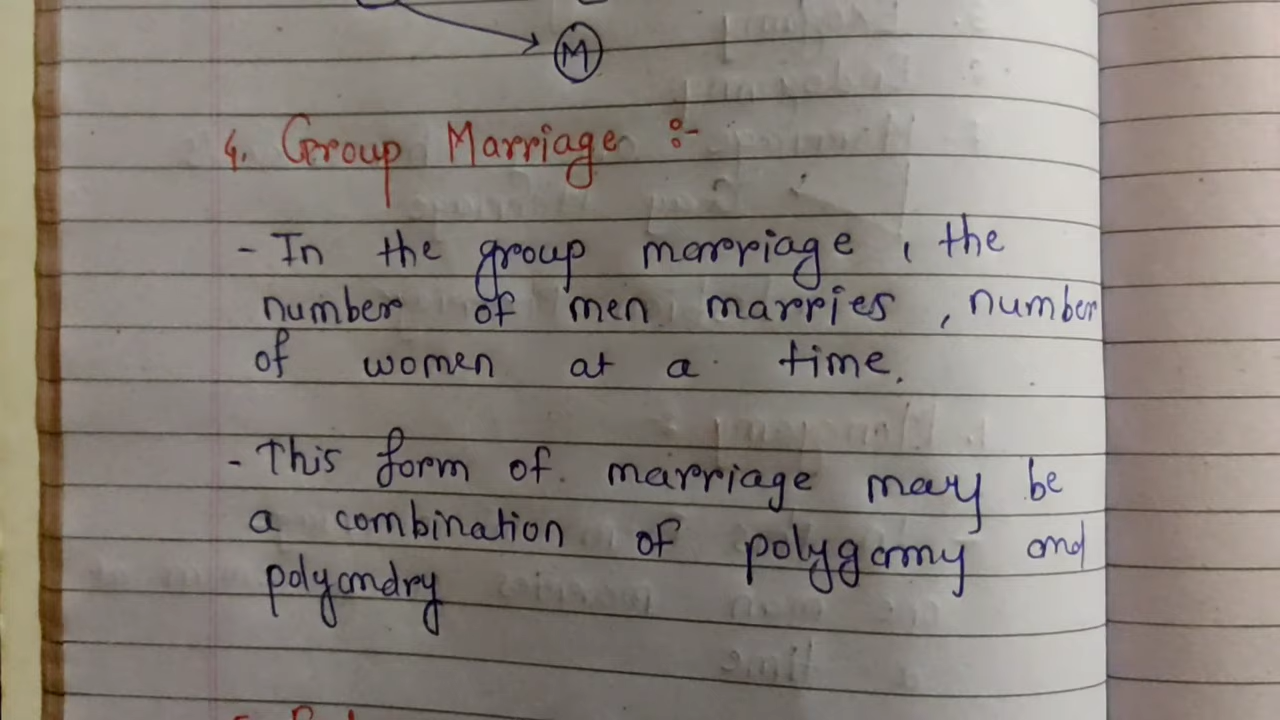 M
4. Group Marriage :-
- In the group marriage, the
number of men marries, number
of women at a time.
- This form of marriage may be
a combination of polygamy and
polyandry